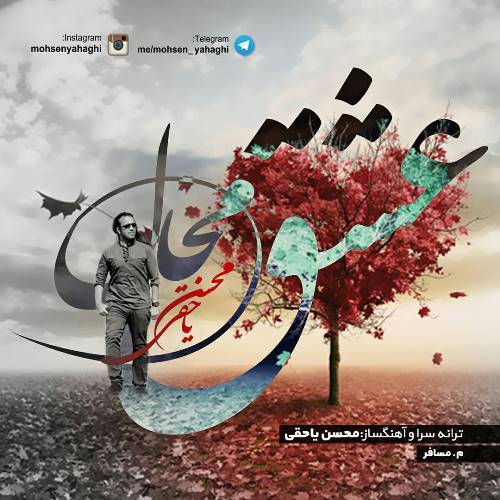 Instagram:
mohsenyahaghi
Telegram:
me/mohsen_yahaghi
عشق محال
محسن
یاحقی
ترانه سرا و آهنگساز:محسن یاحقی
م.مسافر